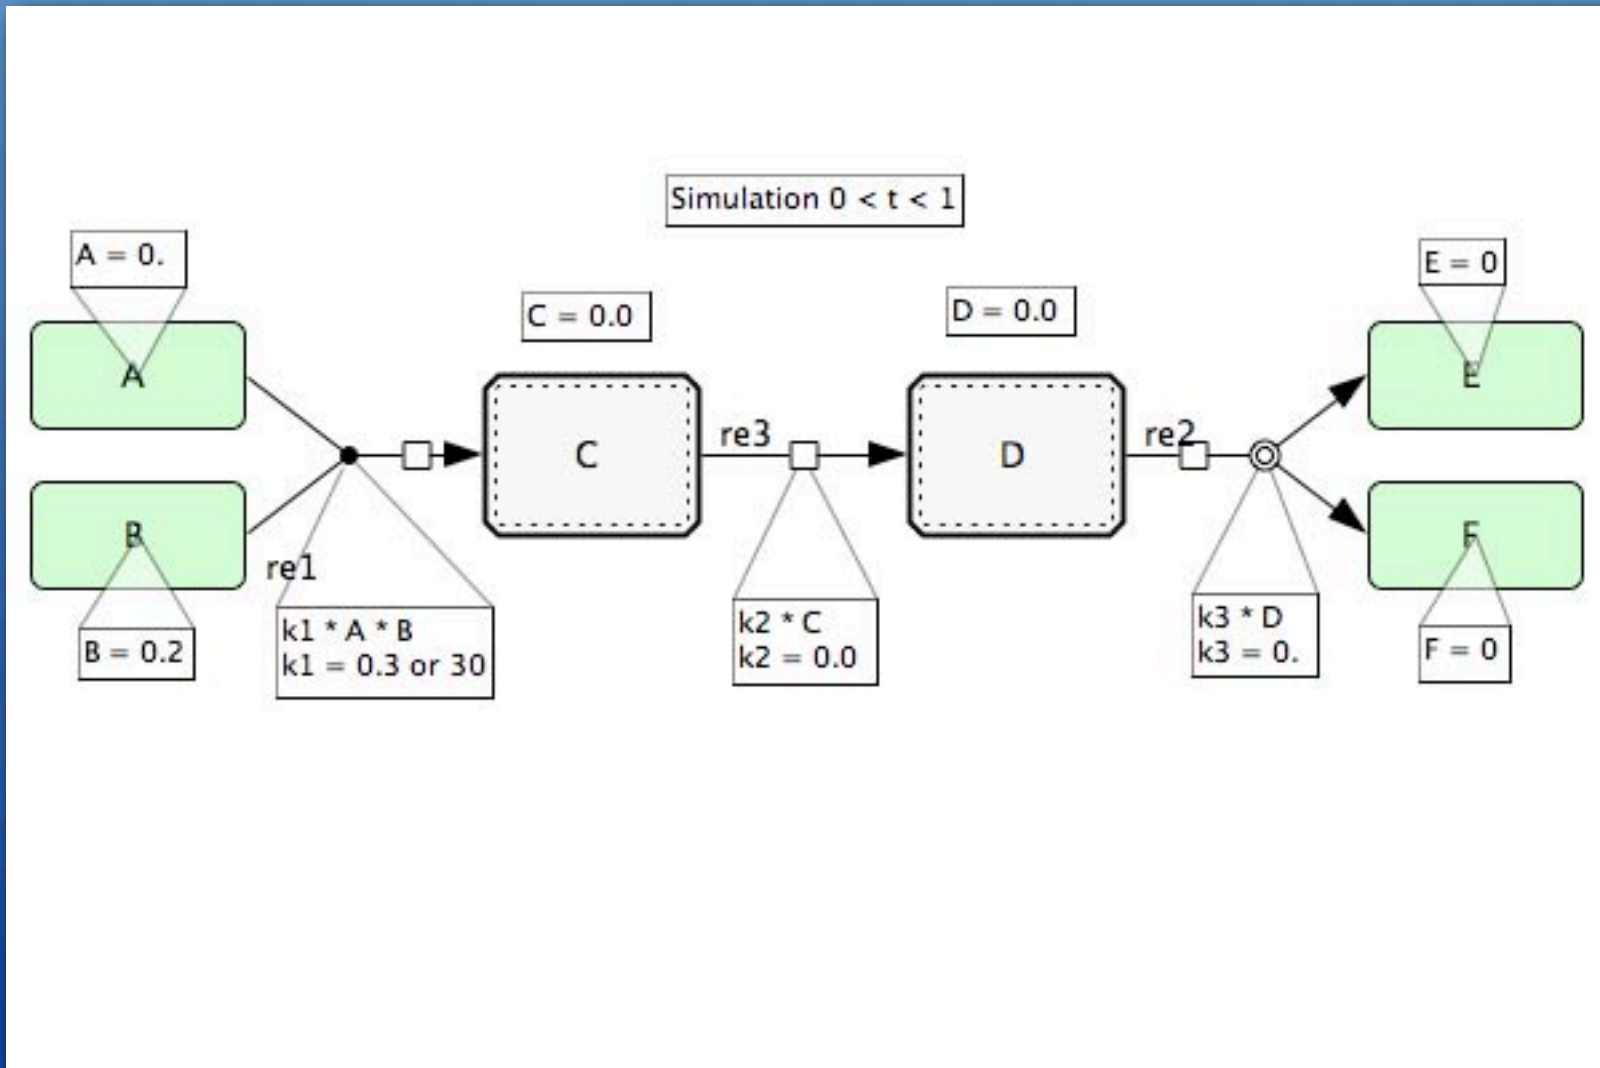 Simulation 0 < t < 1
A = 0.
E = 0
C = 0.0
D = 0.0
A
E
re3
re2
C
D
B
F
re1
k1 * A * B
k1 = 0.3 or 30
k2 * C
k2 = 0.0
k3 * D
k3 = 0.
B = 0.2
F = 0